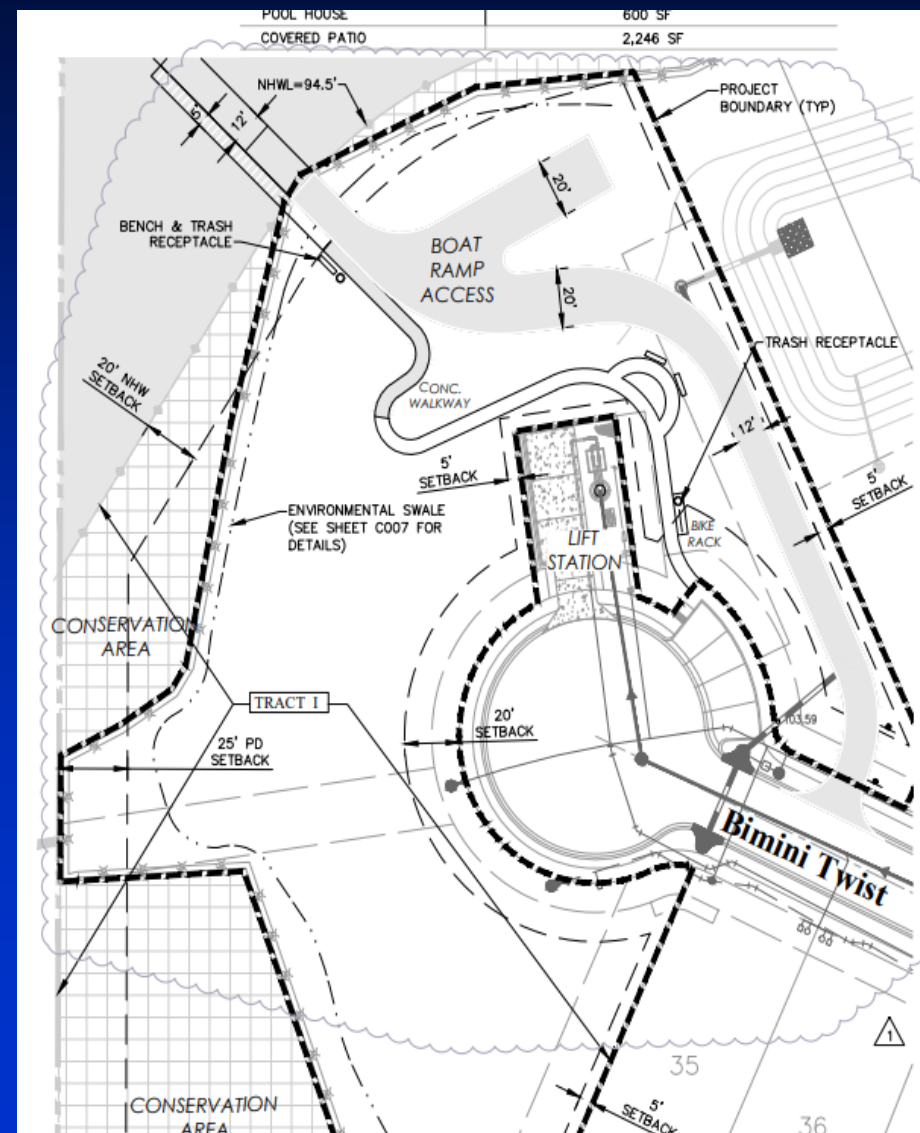 POOL HOUSE 600 SF
COVERED PATIO 2,246 SF
NHWL=94.5'
PROJECT
BOUNDARY (TYP)
5'
12'
20'
BENCH & TRASH
RECEPTACLE
BOAT
RAMP
ACCESS
20'
TRASH RECEPTACLE
20' NHW
SETBACK
CONC.
WALKWAY
12'
5'
SETBACK
5'
SETBACK
ENVIRONMENTAL SWALE
(SEE SHEET C007 FOR
DETAILS)
LIFT
STATION
BIKE
RACK
CONSERVATION
AREA
TRACT I
20'
SETBACK
103.59
25' PD
SETBACK
Bimini Twist
1
35
CONSERVATION
AREA
5'
SETBACK
36